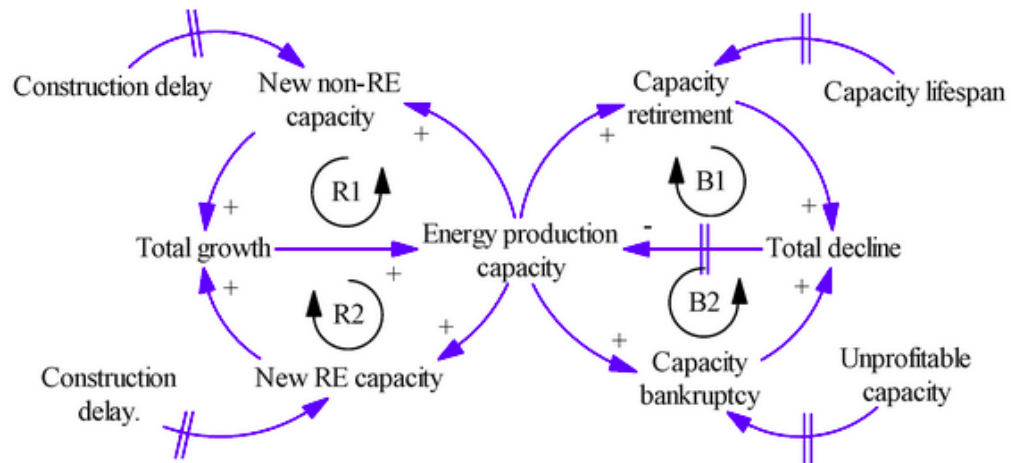 Construction delay
New non-RE
capacity
+
Capacity
retirement
+
Capacity lifespan
R1
B1
+
+
Total growth
+
Energy production
capacity
-
Total decline
+
+
R2
B2
+
+
Construction
delay.
New RE capacity
Capacity
bankruptcy
Unprofitable
capacity